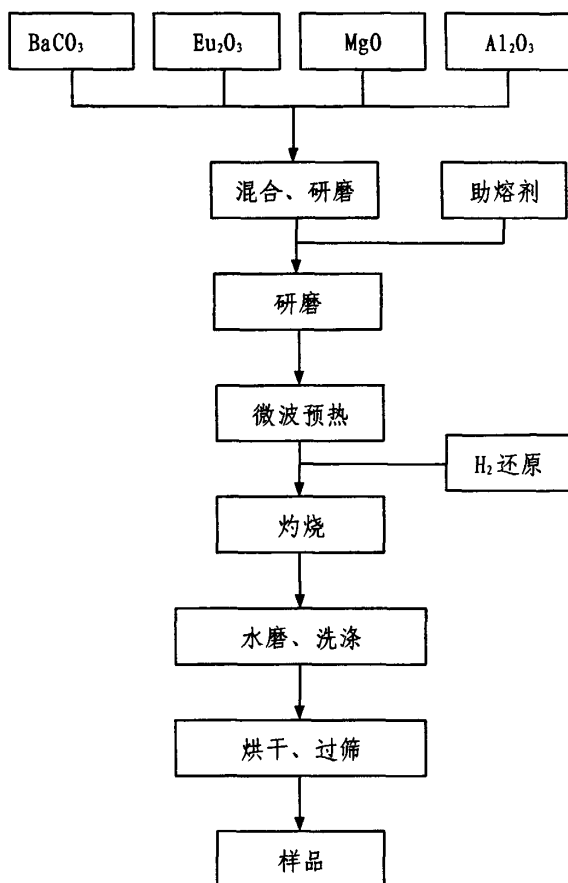 BaCO₃ Eu₂O₃ MgO Al₂O₃
混合、研磨 助熔剂
研磨
微波预热
H₂还原
灼烧
水磨、洗涤
烘干、过筛
样品